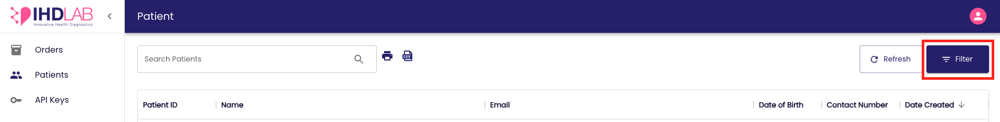 IHDLAB
Innovative Health Diagnostics
Patient
Orders
Patients
API Keys
Search Patients
CSV
Refresh
Filter
Patient ID Name Email Date of Birth Contact Number Date Created